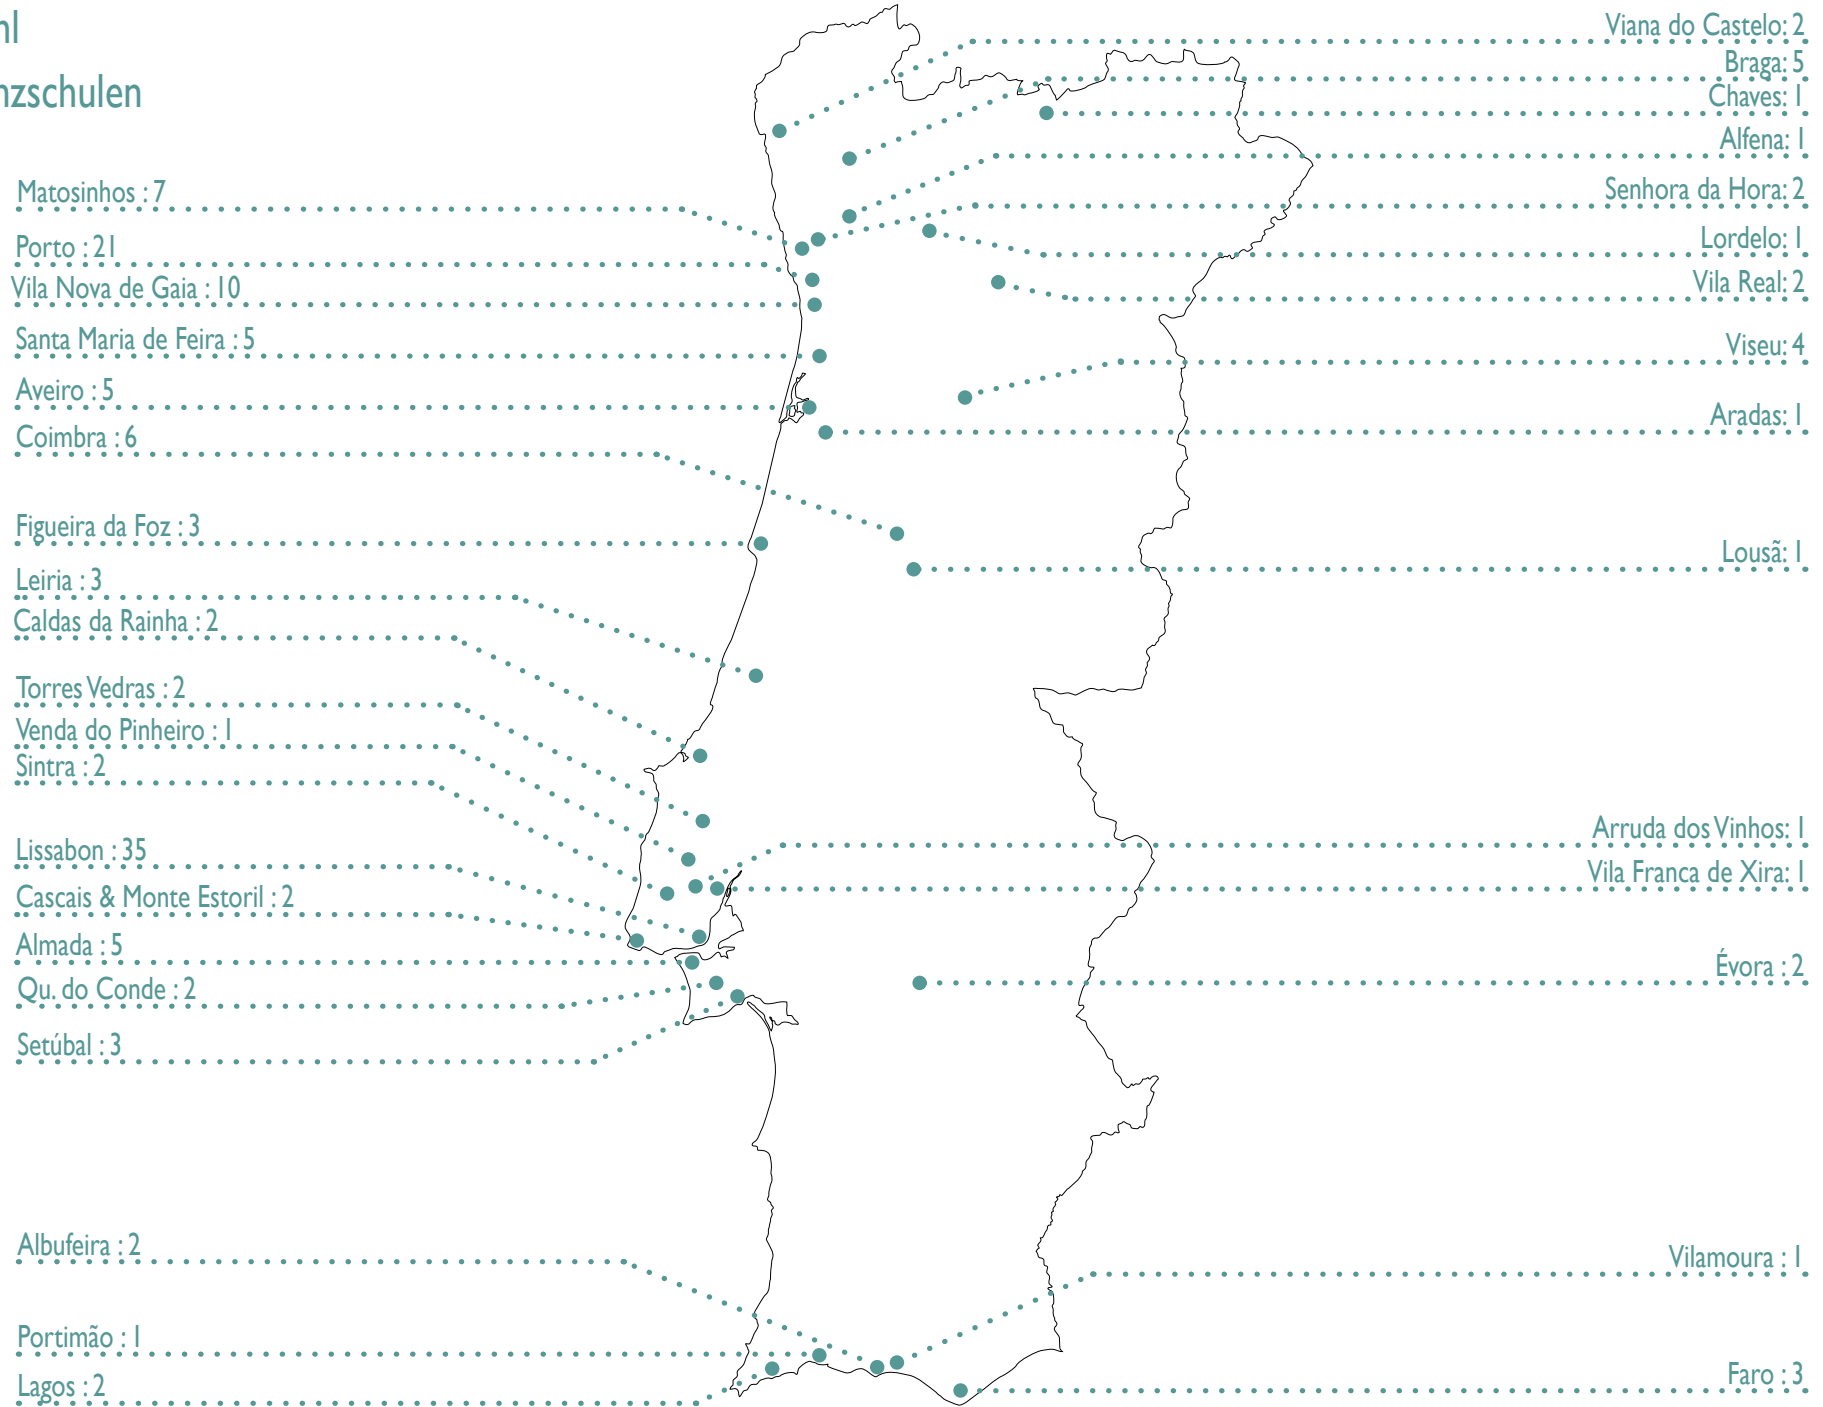 hl
nzschulen
Matosinhos : 7
Porto : 21
Vila Nova de Gaia : 10
Santa Maria de Feira : 5
Aveiro : 5
Coimbra : 6
Figueira da Foz : 3
Leiria : 3
Caldas da Rainha : 2
Torres Vedras : 2
Venda do Pinheiro : 1
Sintra : 2
Lissabon : 35
Cascais & Monte Estoril : 2
Almada : 5
Qu. do Conde : 2
Setúbal : 3
Albufeira : 2
Portimão : 1
Lagos : 2
Viana do Castelo: 2
Braga: 5
Chaves: 1
Alfena: 1
Senhora da Hora: 2
Lordelo: 1
Vila Real: 2
Viseu: 4
Aradas: 1
Lousã: 1
Arruda dos Vinhos: 1
Vila Franca de Xira: 1
Évora : 2
Vilamoura : 1
Faro : 3